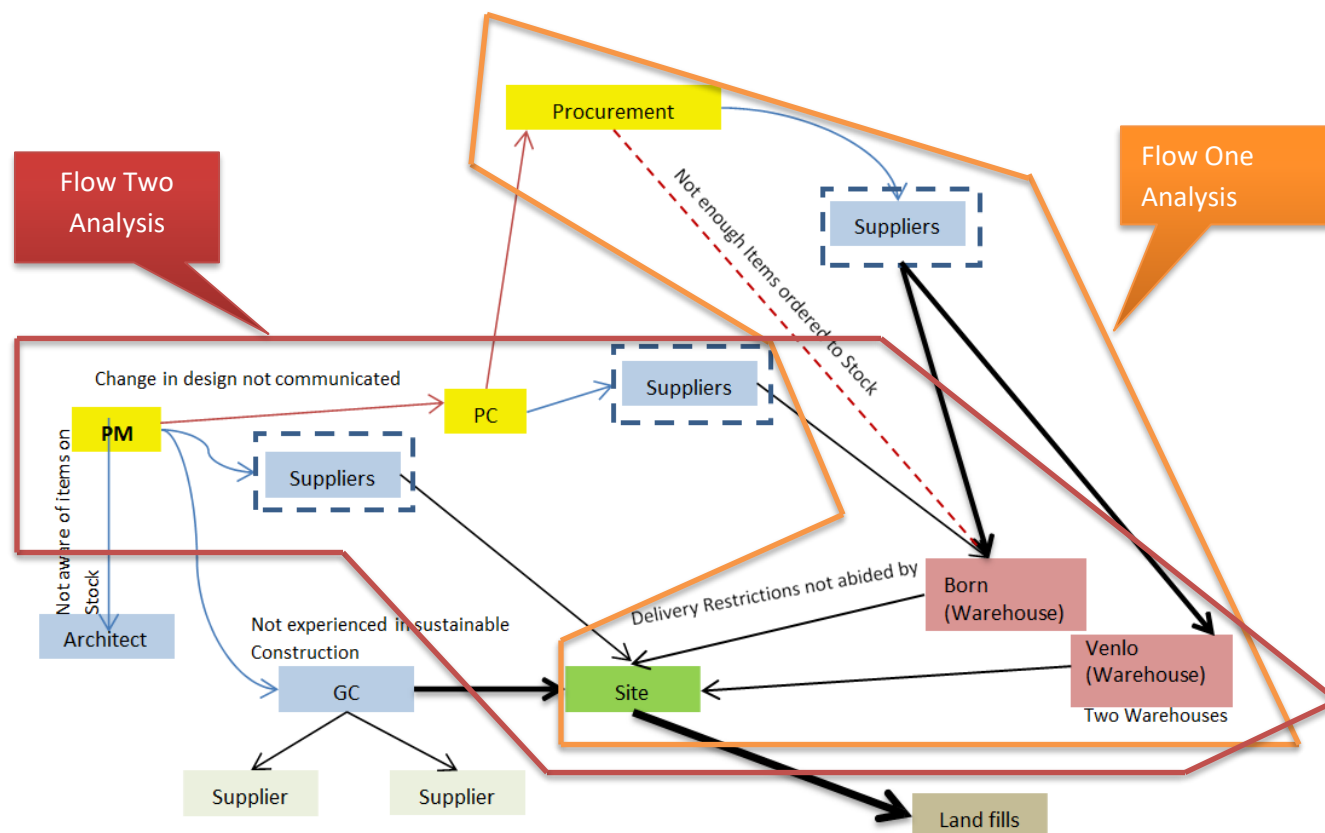 Procurement
Flow One
Analysis
Flow Two
Analysis
Not enough Items ordered to Stock
Suppliers
Change in design not communicated
Suppliers
PC
PM
Suppliers
Not aware of items on
Stock
Architect
Delivery Restrictions not abided by
Born
(Warehouse)
Not experienced in sustainable
Construction
GC
Site
Venlo
(Warehouse)
Two Warehouses
Supplier
Supplier
Land fills